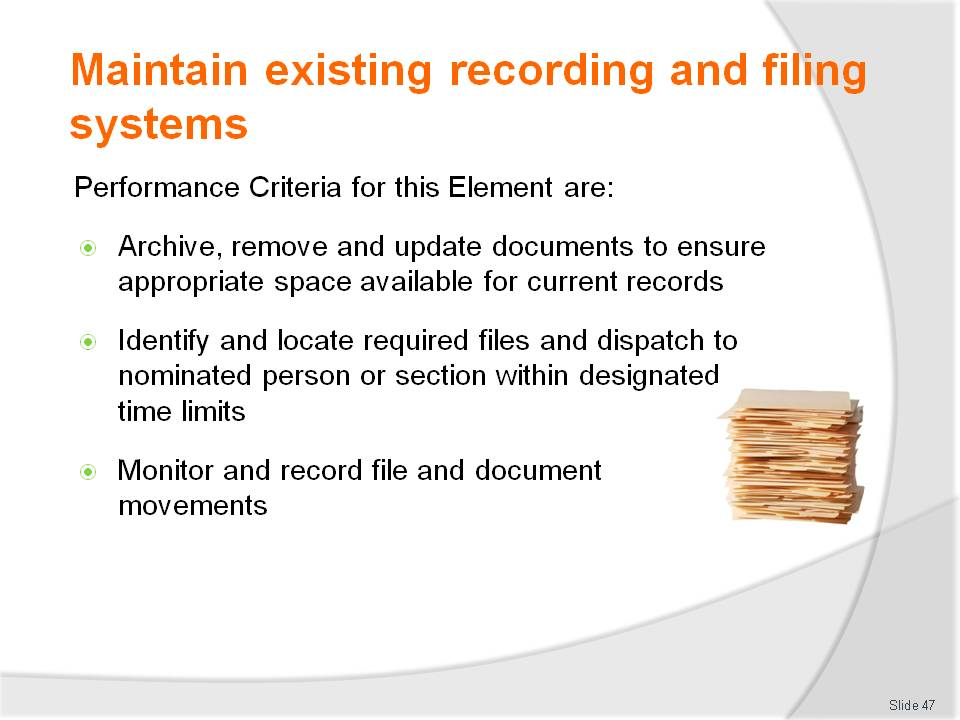 Maintain existing recording and filing
systems
Performance Criteria for this Element are:
Archive, remove and update documents to ensure
appropriate space available for current records
Identify and locate required files and dispatch to
nominated person or section within designated
time limits
Monitor and record file and document
movements
Slide 47